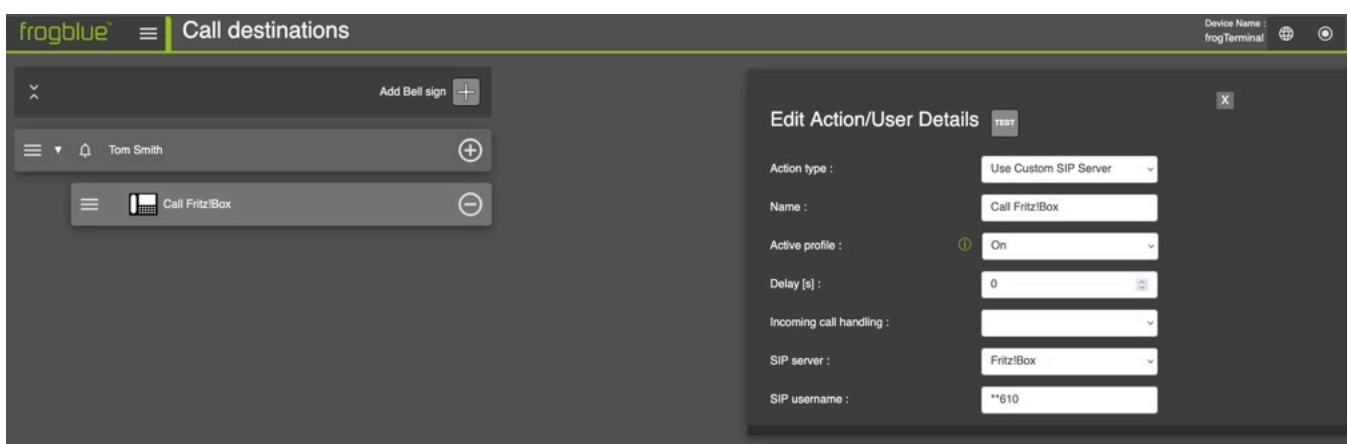 frogblue™
Call destinations
Device Name :
frogTerminal
Add Bell sign
Tom Smith
Call Fritz!Box
X
Edit Action/User Details
TEST
Action type :
Use Custom SIP Server
Name :
Call Fritz!Box
Active profile :
On
Delay [s] :
0
Incoming call handling :
SIP server :
Fritz!Box
SIP username :
**610